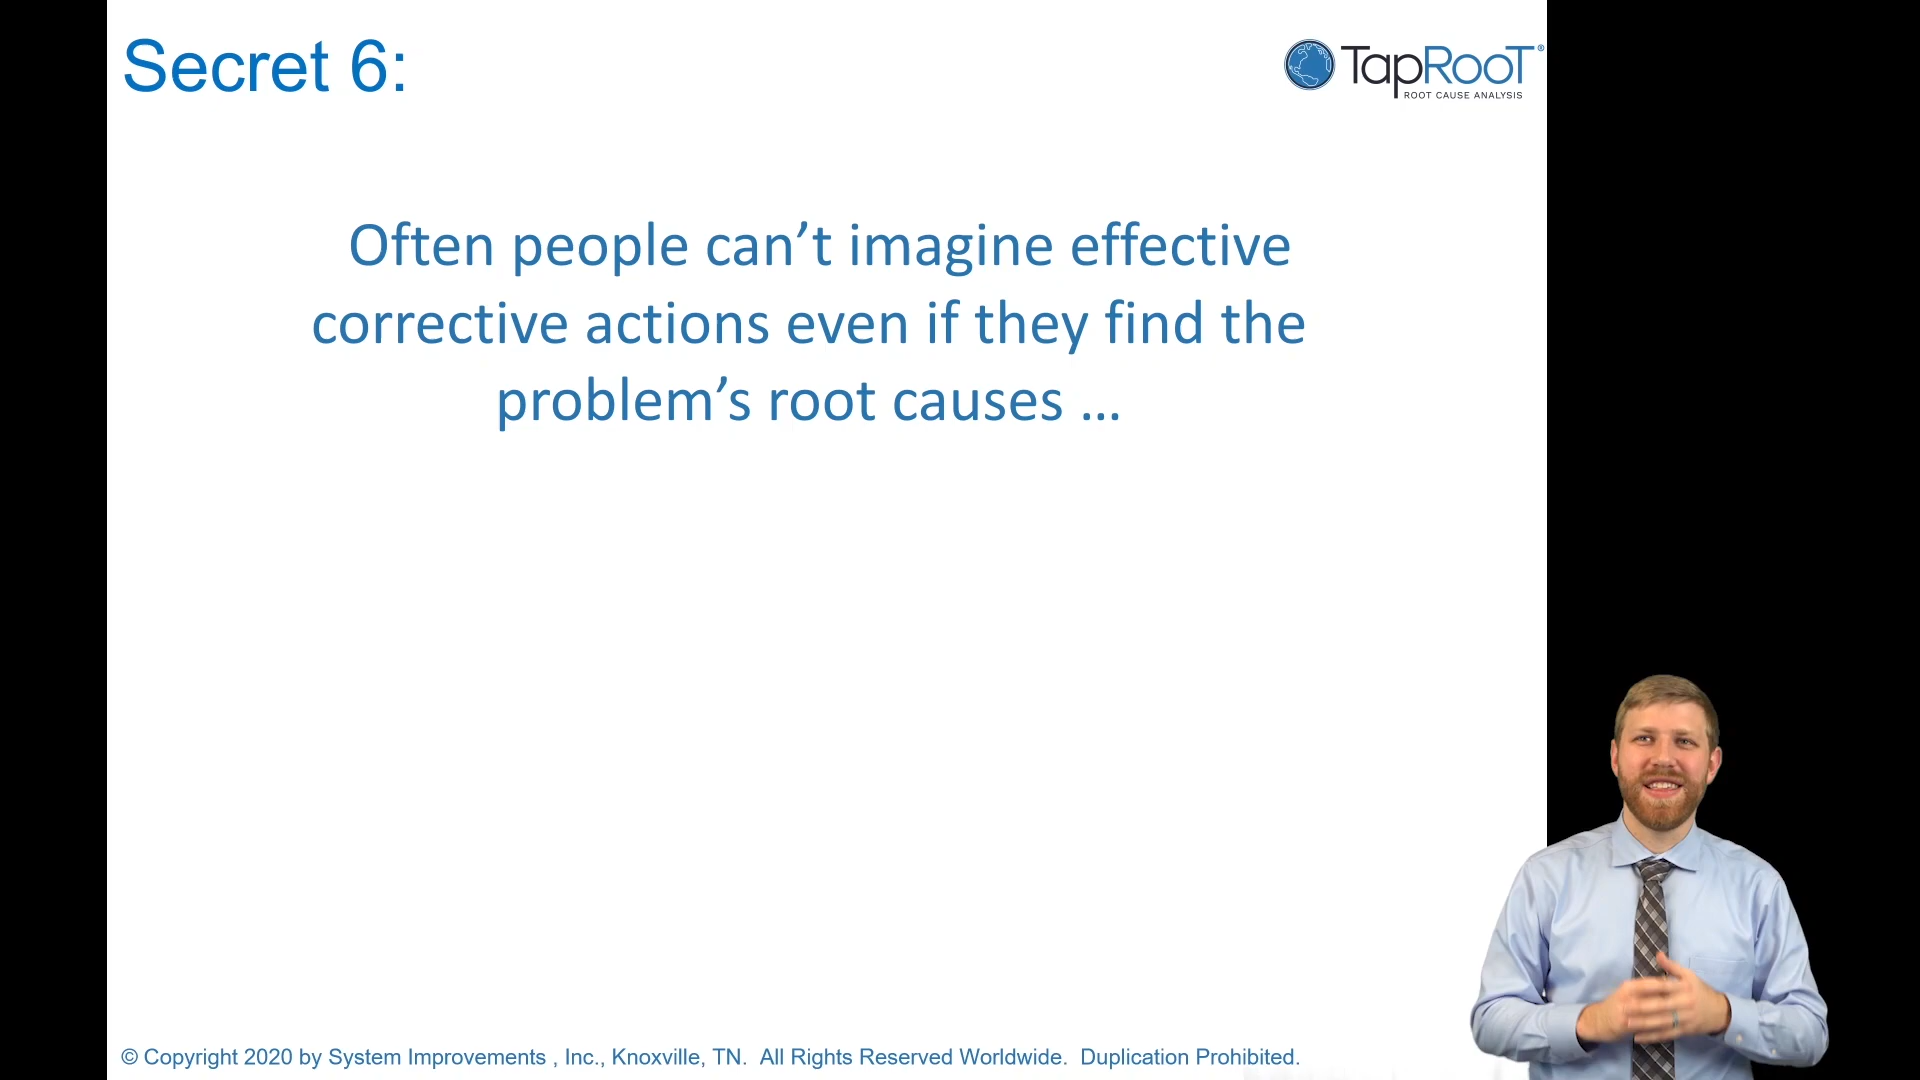 Secret 6:
TapRooT®
ROOT CAUSE ANALYSIS
Often people can’t imagine effective
corrective actions even if they find the
problem’s root causes …
© Copyright 2020 by System Improvements , Inc., Knoxville, TN.  All Rights Reserved Worldwide.  Duplication Prohibited.